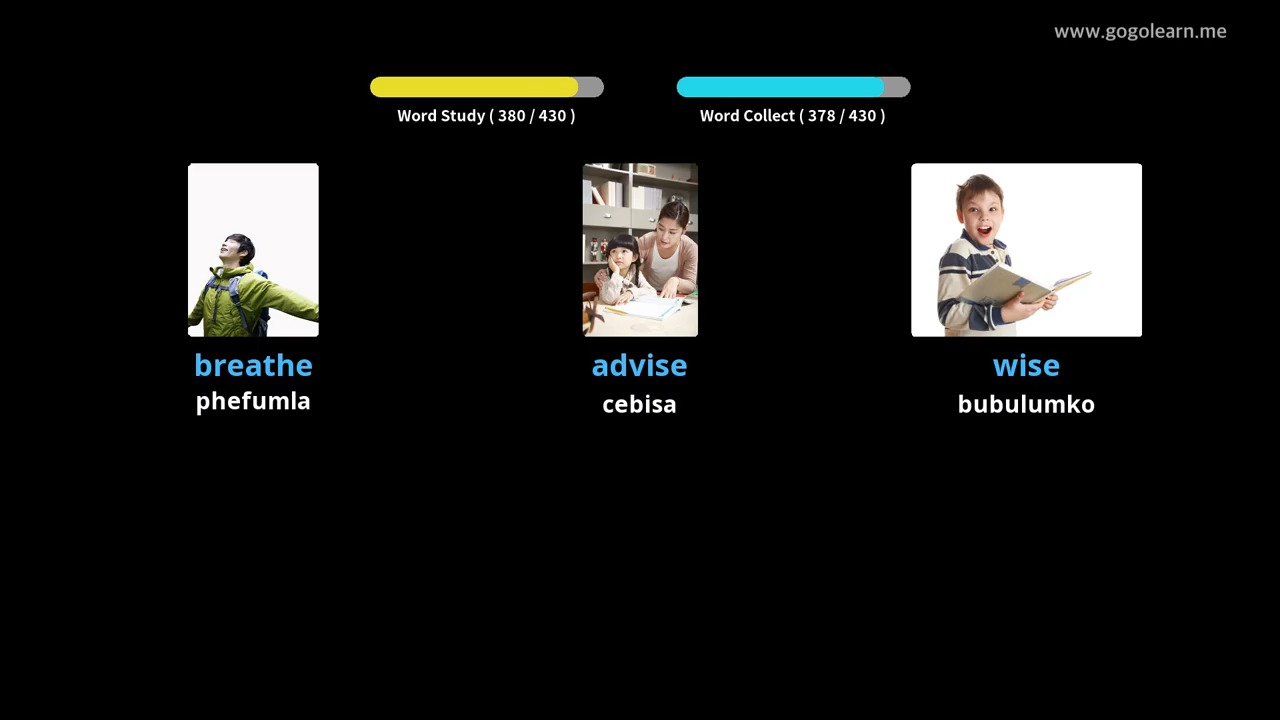 www.gogolearn.me
Word Study ( 380 / 430 )
Word Collect ( 378 / 430 )
breathe
phefumla
advise
cebisa
wise
bubulumko